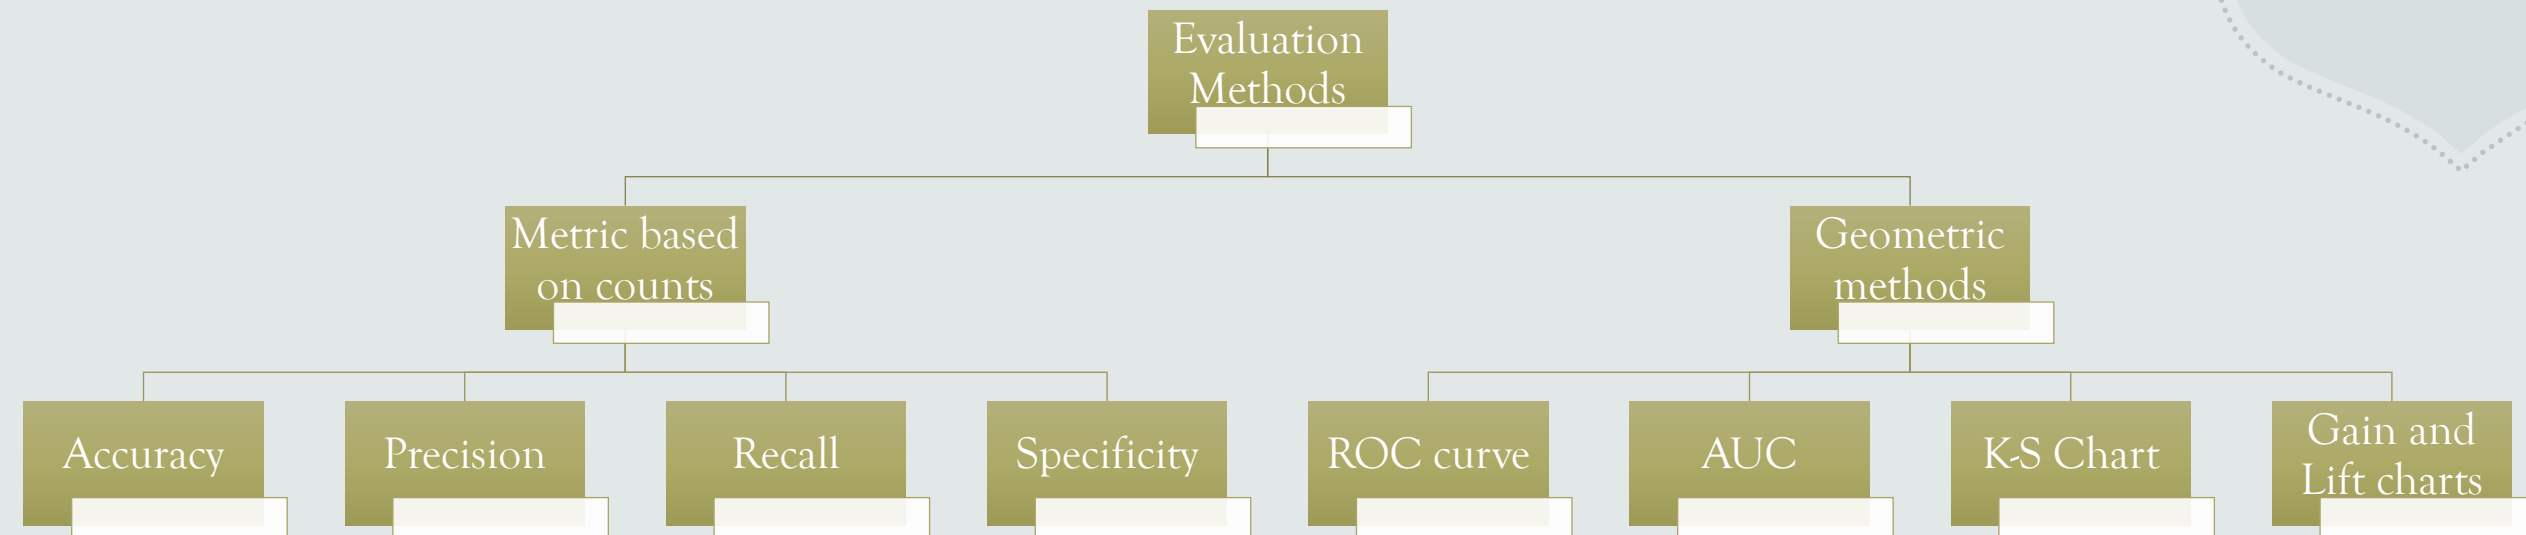 Evaluation
Methods
Metric based
on counts
Geometric
methods
Accuracy
Precision
Recall
Specificity
ROC curve
AUC
K-S Chart
Gain and
Lift charts